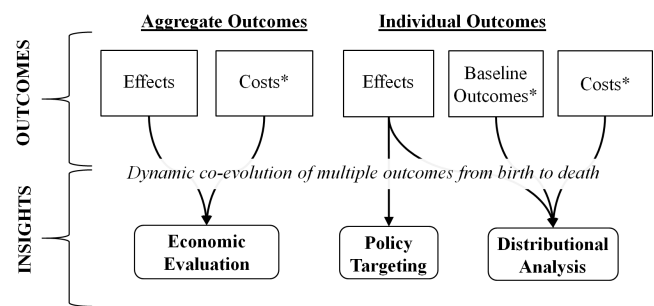 Aggregate Outcomes Individual Outcomes
OUTCOMES
Effects Costs* Effects Baseline Outcomes* Costs*
Dynamic co-evolution of multiple outcomes from birth to death
INSIGHTS
Economic Evaluation
Policy Targeting
Distributional Analysis